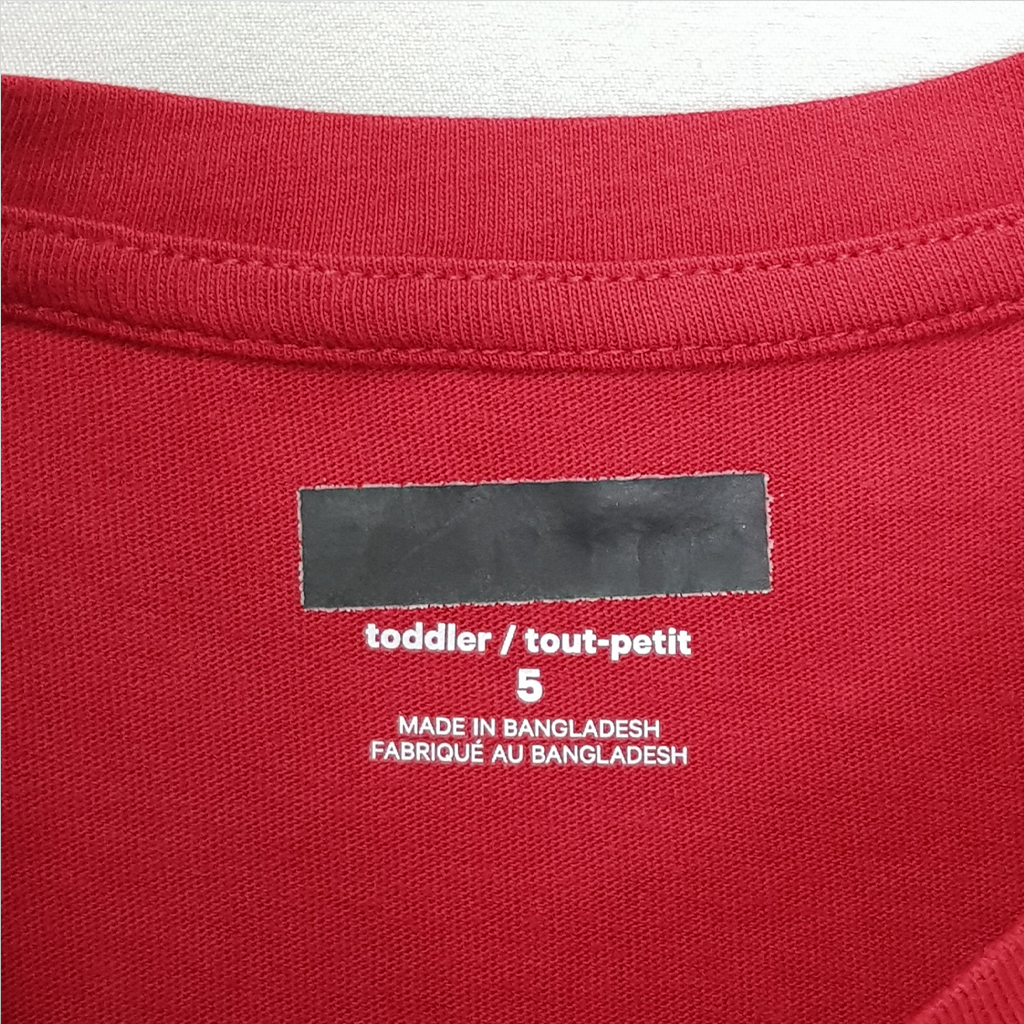 toddler / tout-petit
5
MADE IN BANGLADESH
FABRIQUÉ AU BANGLADESH